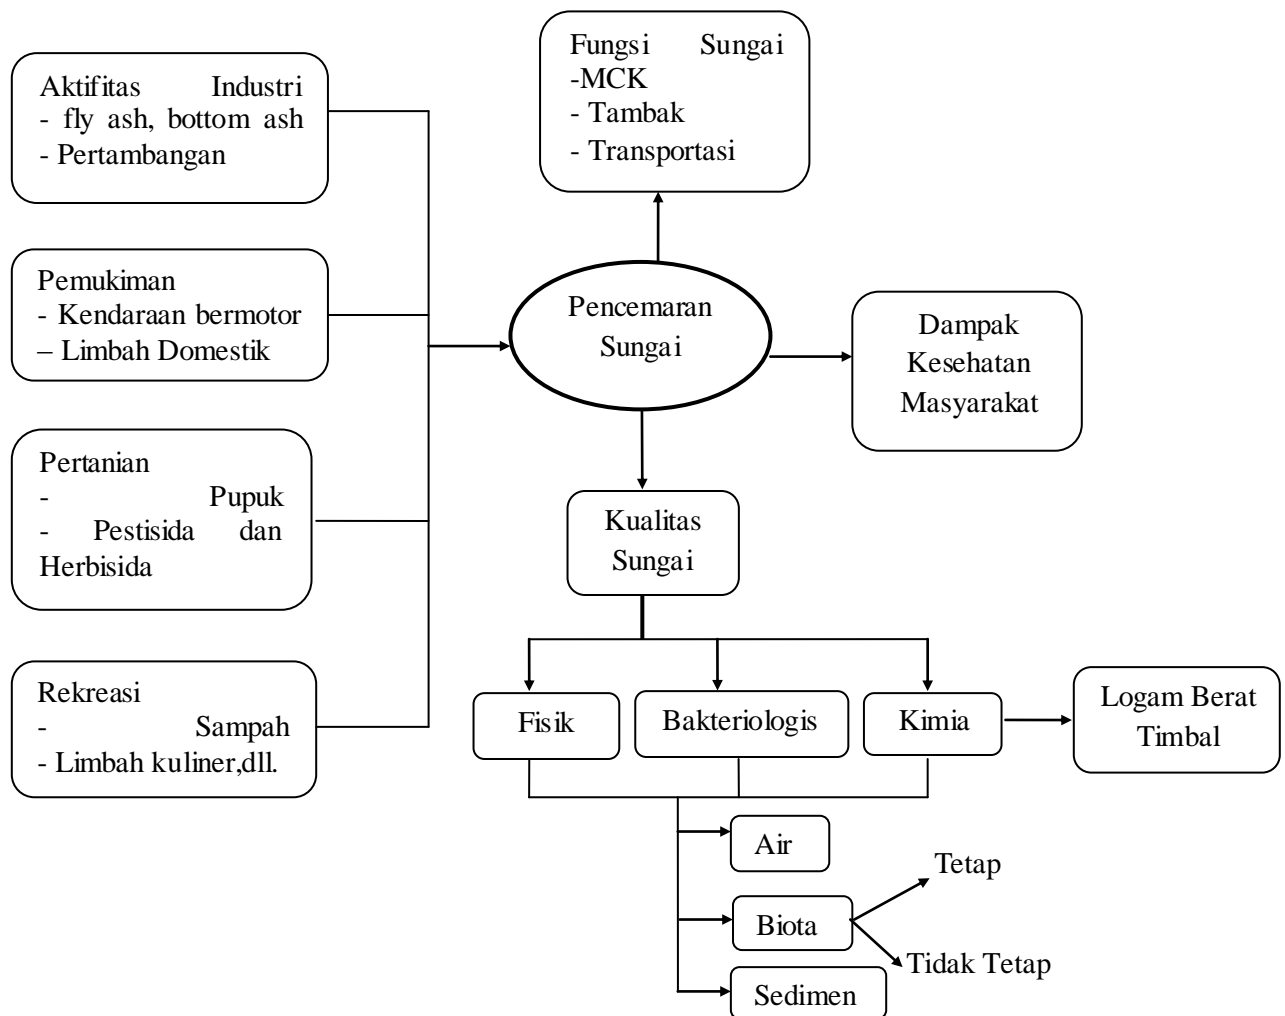 Fungsi Sungai
-MCK
- Tambak
- Transportasi
Aktifitas Industri
- fly ash, bottom ash
- Pertambangan
Pemukiman
- Kendaraan bermotor
– Limbah Domestik
Pencemaran
Sungai
Dampak
Kesehatan
Masyarakat
Pertanian
- Pupuk
- Pestisida dan
Herbisida
Kualitas
Sungai
Rekreasi
- Sampah
- Limbah kuliner,dll.
Fisik
Bakteriologis
Kimia
Logam Berat
Timbal
Air
Biota
Tetap
Tidak Tetap
Sedimen